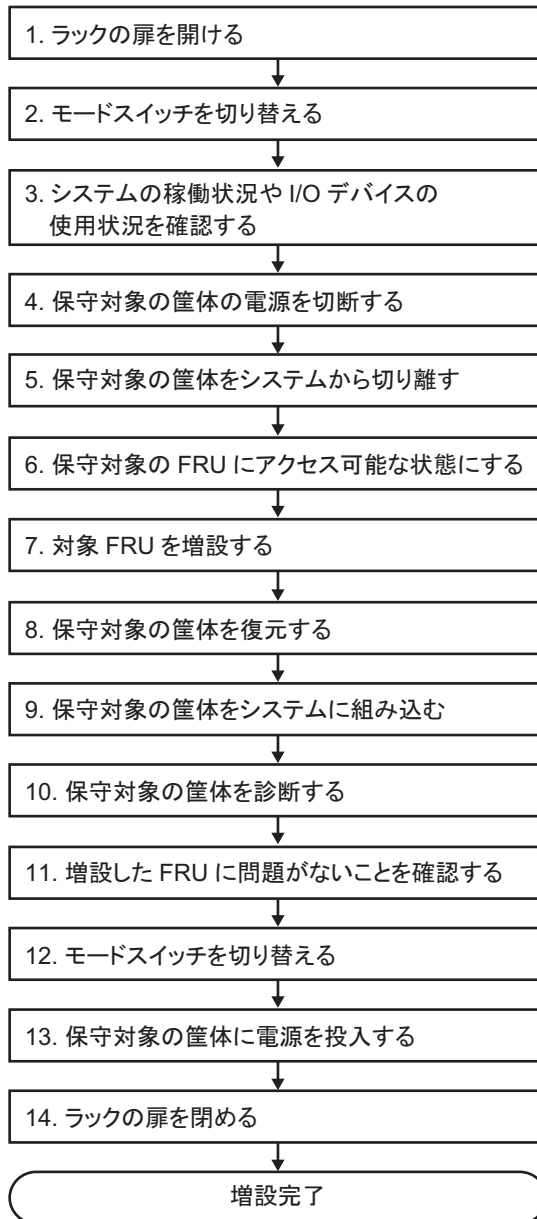 1. ラックの扉を開ける
2. モードスイッチを切り替える
3. システムの稼働状況や I/O デバイスの
使用状況を確認する
4. 保守対象の筐体の電源を切断する
5. 保守対象の筐体をシステムから切り離す
6. 保守対象の FRU にアクセス可能な状態にする
7. 対象 FRU を増設する
8. 保守対象の筐体を復元する
9. 保守対象の筐体をシステムに組み込む
10. 保守対象の筐体を診断する
11. 増設した FRU に問題がないことを確認する
12. モードスイッチを切り替える
13. 保守対象の筐体に電源を投入する
14. ラックの扉を閉める
増設完了